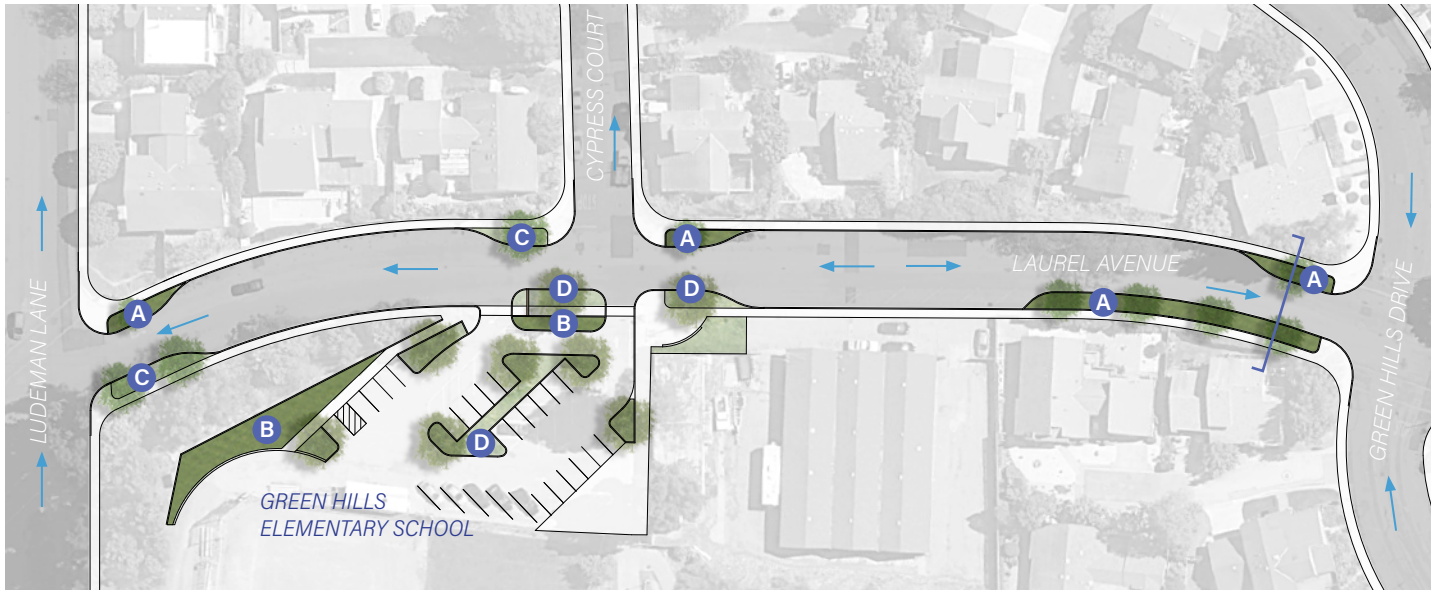 CYPRESS COURT
C
A
D
D
A
LAUREL AVENUE
A
A
B
C
B
D
LUDEMAN LANE
GREEN HILLS DRIVE
GREEN HILLS
ELEMENTARY SCHOOL